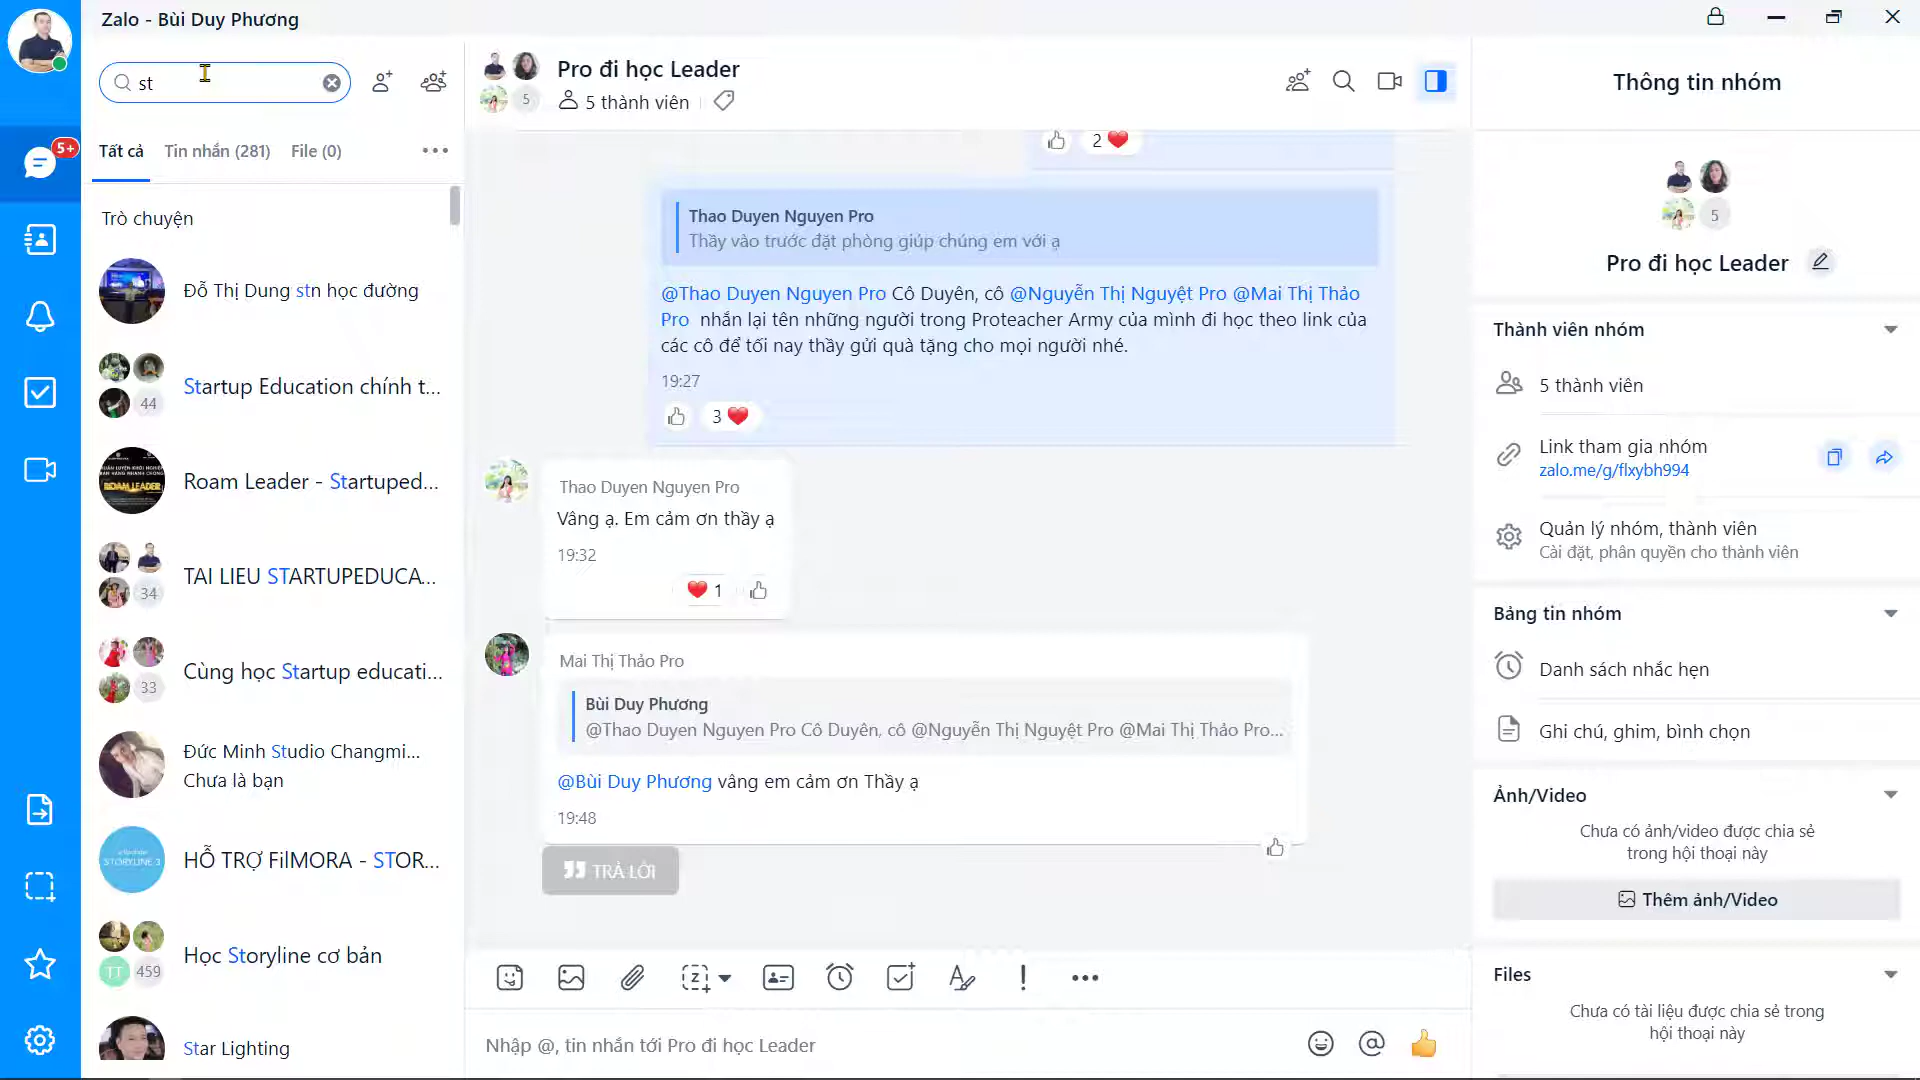 Zalo - Bùi Duy Phương
st
5+
Tất cả
Tin nhắn (281)
File (0)
Trò chuyện
Đỗ Thị Dung stn học đường
44
Startup Education chính t...
ROAM LEADER
Roam Leader - Startuped...
34
TAI LIEU STARTUPEDUCA...
33
Cùng học Startup educati...
Đức Minh Studio Changmi...
Chưa là bạn
STORYLINE 3
HỖ TRỢ FilMORA - STOR...
TT
459
Học Storyline cơ bản
Star Lighting
5
Pro đi học Leader
5 thành viên
2
Thao Duyen Nguyen Pro
Thầy vào trước đặt phòng giúp chúng em với ạ
@Thao Duyen Nguyen Pro Cô Duyên, cô @Nguyễn Thị Nguyệt Pro @Mai Thị Thảo
Pro nhắn lại tên những người trong Proteacher Army của mình đi học theo link của
các cô để tối nay thầy gửi quà tặng cho mọi người nhé.
19:27
3
Thao Duyen Nguyen Pro
Vâng ạ. Em cảm ơn thầy ạ
19:32
1
Mai Thị Thảo Pro
Bùi Duy Phương
@Thao Duyen Nguyen Pro Cô Duyên, cô @Nguyễn Thị Nguyệt Pro @Mai Thị Thảo Pro...
@Bùi Duy Phương vâng em cảm ơn Thầy ạ
19:48
TRẢ LỜI
Nhập @, tin nhắn tới Pro đi học Leader
Thông tin nhóm
5
Pro đi học Leader
Thành viên nhóm
5 thành viên
Link tham gia nhóm
zalo.me/g/flxybh994
Quản lý nhóm, thành viên
Cài đặt, phân quyền cho thành viên
Bảng tin nhóm
Danh sách nhắc hẹn
Ghi chú, ghim, bình chọn
Ảnh/Video
Chưa có ảnh/video được chia sẻ
trong hội thoại này
Thêm ảnh/Video
Files
Chưa có tài liệu được chia sẻ trong
hội thoại này